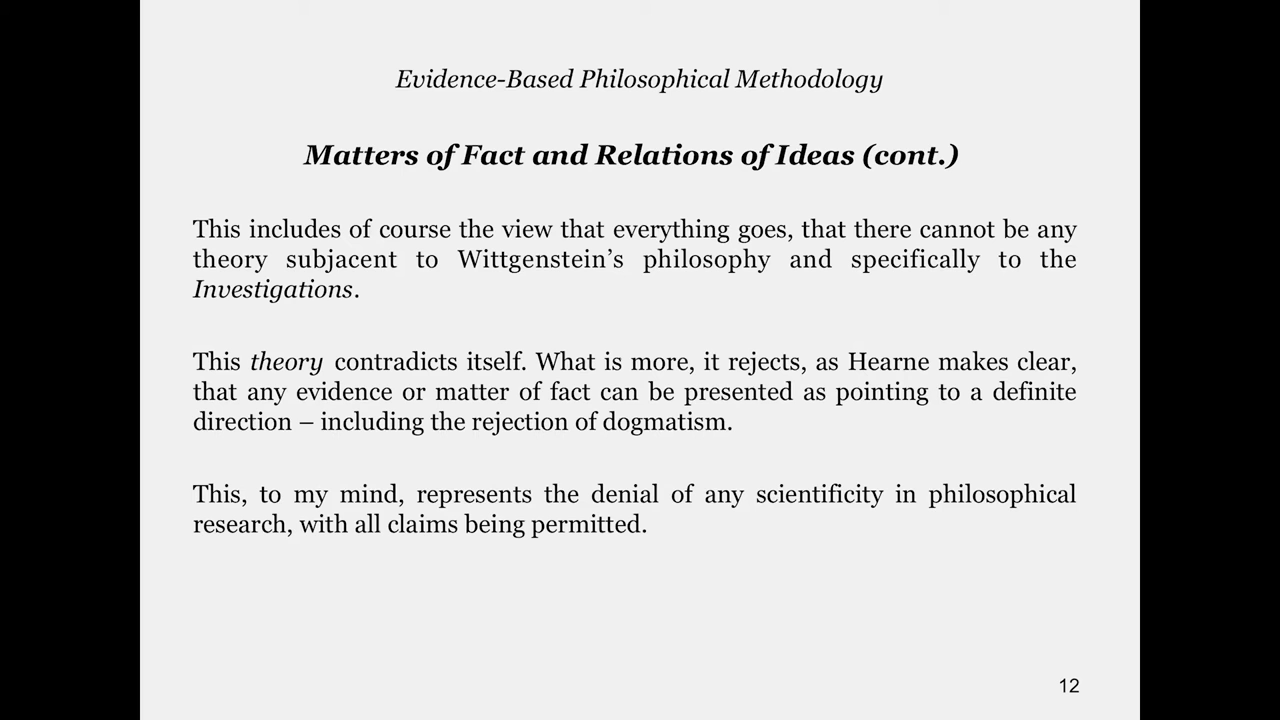 Evidence-Based Philosophical Methodology
Matters of Fact and Relations of Ideas (cont.)
This includes of course the view that everything goes, that there cannot be any
theory subjacent to Wittgenstein’s philosophy and specifically to the
Investigations.
This theory contradicts itself. What is more, it rejects, as Hearne makes clear,
that any evidence or matter of fact can be presented as pointing to a definite
direction – including the rejection of dogmatism.
This, to my mind, represents the denial of any scientificity in philosophical
research, with all claims being permitted.
12